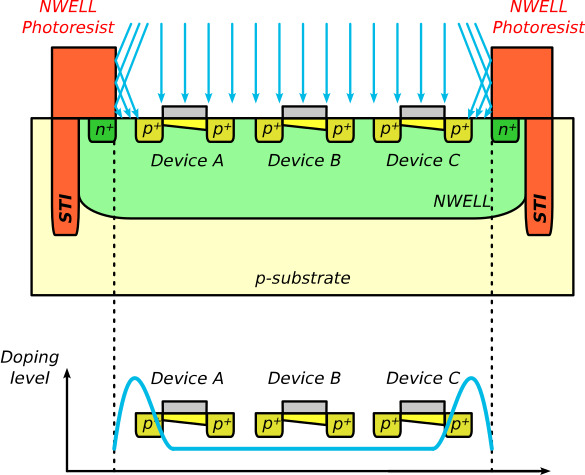 NWELL
Photoresist
NWELL
Photoresist
n+
p+
p+
p+
p+
p+
p+
n+
Device A
Device B
Device C
NWELL
STI
STI
p-substrate
Doping
level
Device A
Device B
Device C
p
p+
p+
p+
p+
p+